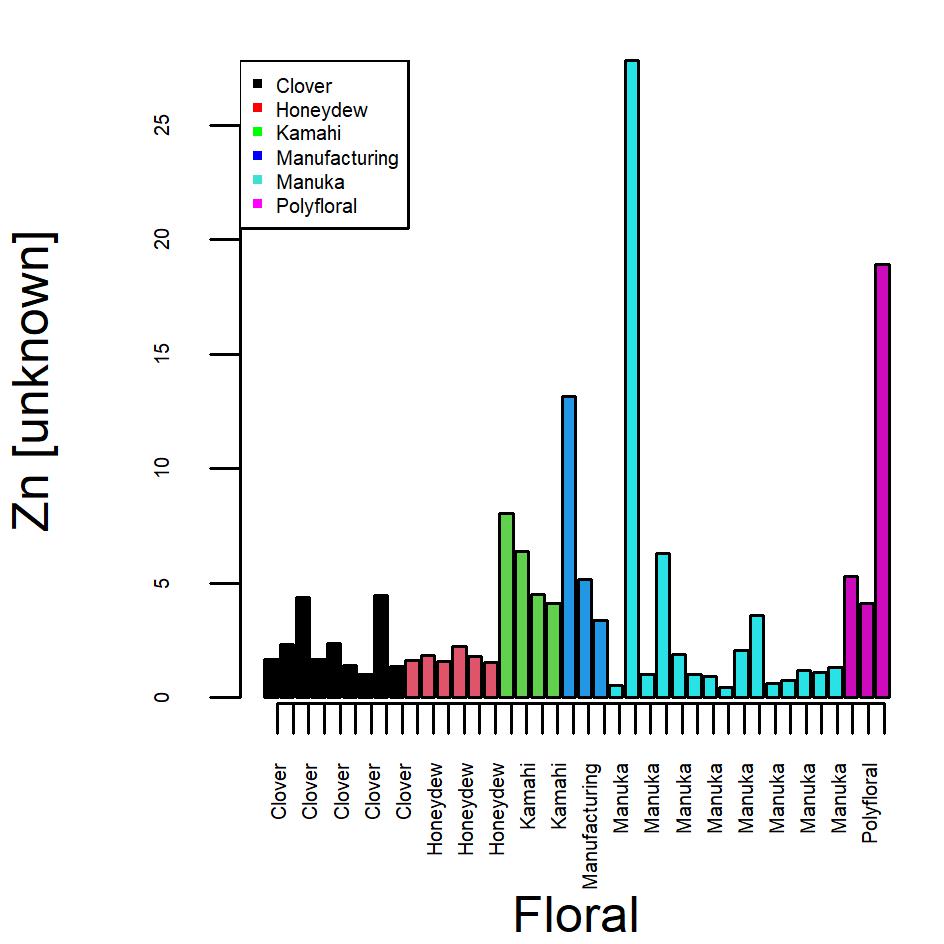 Clover
Honeydew
Kamahi
Manufacturing
Manuka
Polyfloral
Zn [unknown]
25
20
15
10
5
0
Clover
Clover
Clover
Clover
Clover
Honeydew
Honeydew
Honeydew
Kamahi
Kamahi
Manufacturing
Manuka
Manuka
Manuka
Manuka
Manuka
Manuka
Manuka
Manuka
Polyfloral
Floral